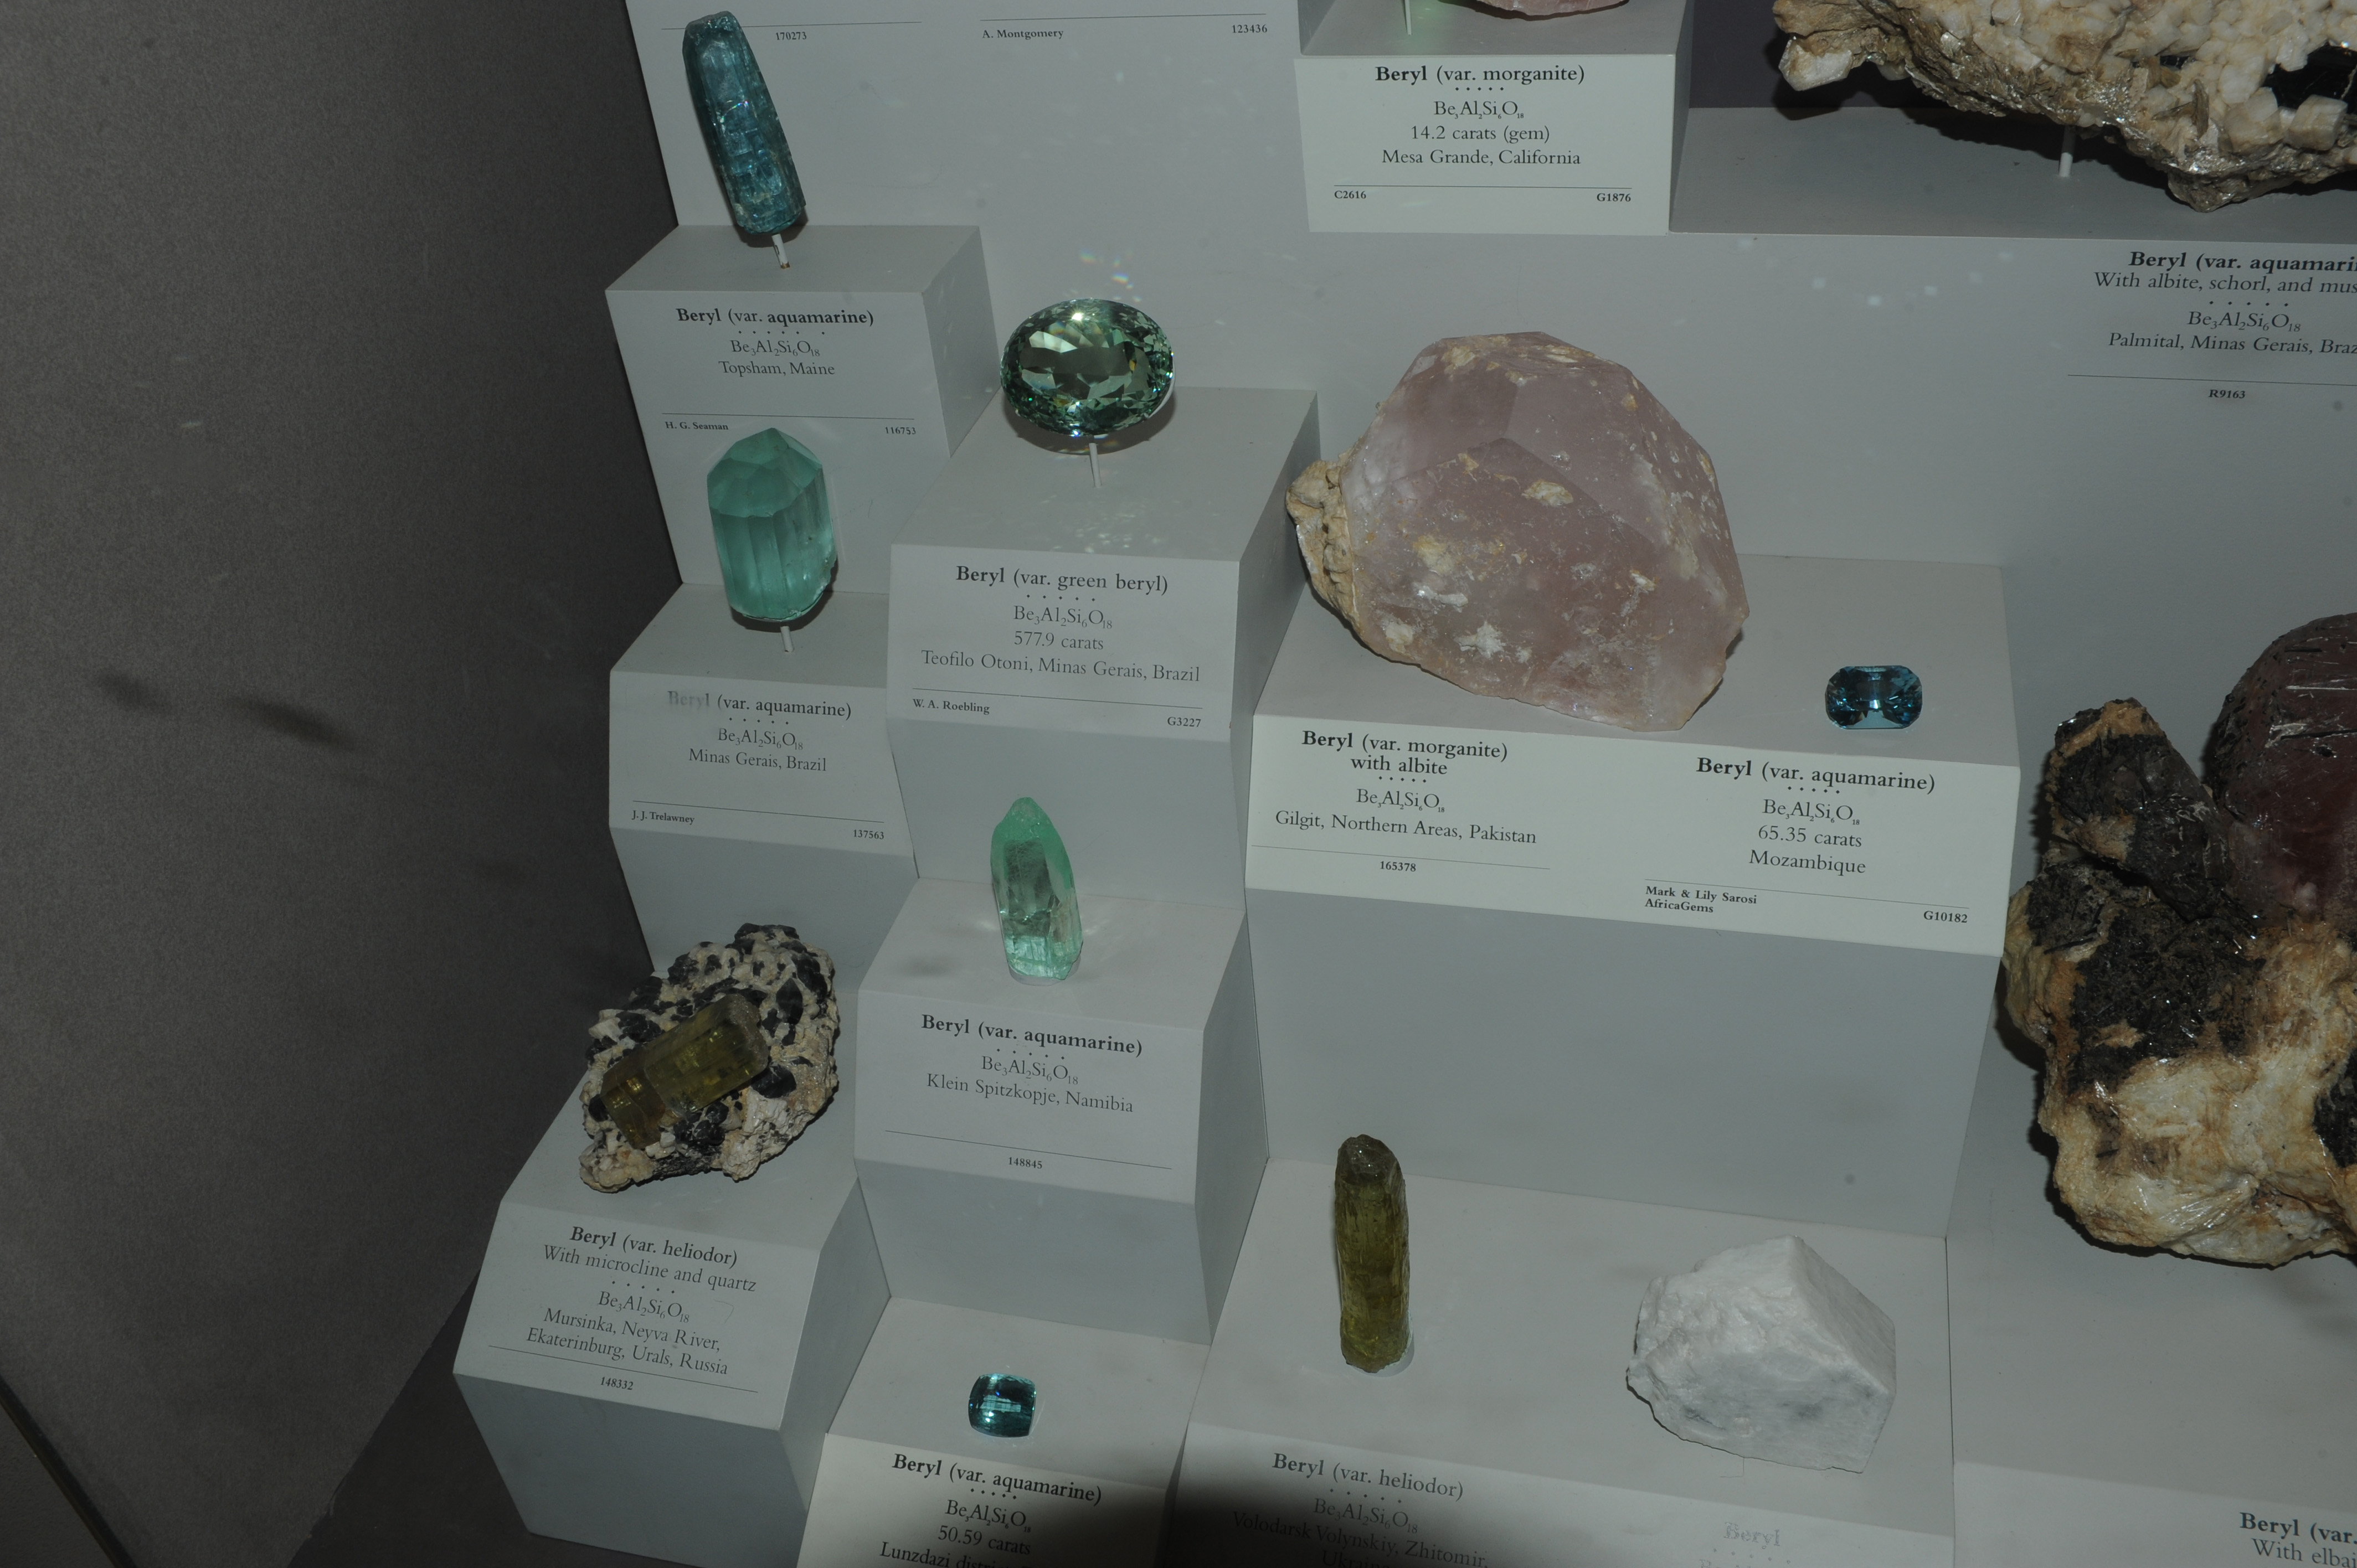 170273
A. Montgomery 123436
Beryl (var. morganite)
Be₃Al₂Si₆O₁₈
14.2 carats (gem)
Mesa Grande, California
C2616 G1876
Beryl (var. aquamarine)
Be₃Al₂Si₆O₁₈
Topsham, Maine
H. G. Seaman 116753
With albite, schorl, and
Be₃Al₂Si₆O₁₈
Palmital, Minas Gerais,
R9163
Beryl (var. green beryl)
Be₃Al₂Si₆O₁₈
577.9 carats
Teofilo Otoni, Minas Gerais, Brazil
W. A. Roebling G3227
Beryl (var. aquamarine)
Be₃Al₂Si₆O₁₈
Minas Gerais, Brazil
J. J. Trelawney 137563
Beryl (var. morganite)
with albite
Be₃Al₂Si₆O₁₈
Gilgit, Northern Areas, Pakistan
165378
Beryl (var. aquamarine)
Be₃Al₂Si₆O₁₈
65.35 carats
Mozambique
Mark & Lily Sarosi
AfricaGems G10182
Beryl (var. aquamarine)
Be₃Al₂Si₆O₁₈
Klein Spitzkopje, Namibia
148845
Beryl (var. heliodor)
With microcline and quartz
Be₃Al₂Si₆O₁₈
Mursinka, Neyva River,
Ekaterinburg, Urals, Russia
148332
Beryl (var. aquamarine)
Be₃Al₂Si₆O₁₈
50.59 carats
Lunzdazi
Beryl (var. heliodor)
Be₃Al₂Si₆O₁₈
Volodarsk Volynskiy, Zhitomir,
Beryl
Beryl (var.
With